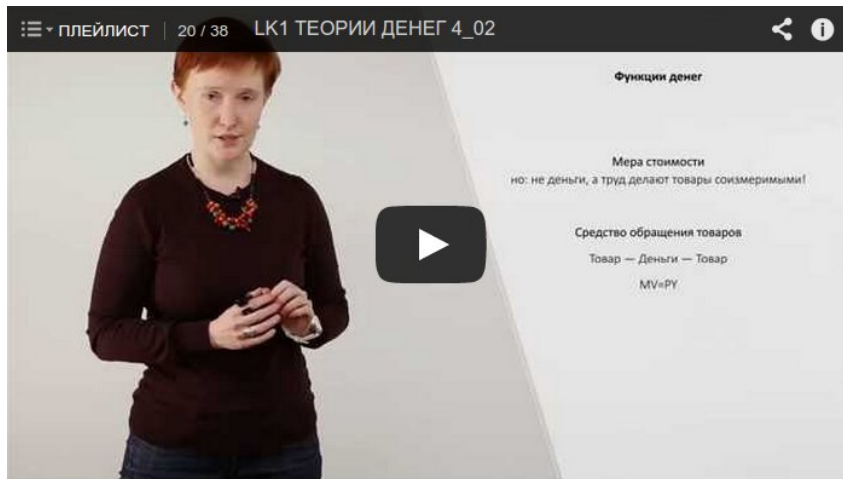 ПЛЕЙЛИСТ 20 / 38 LK1 ТЕОРИИ ДЕНЕГ 4_02
Функции денег
Мера стоимости
но: не деньги, а труд делают товары соизмеримыми!
Средство обращения товаров
Товар — Деньги — Товар
MV=PY